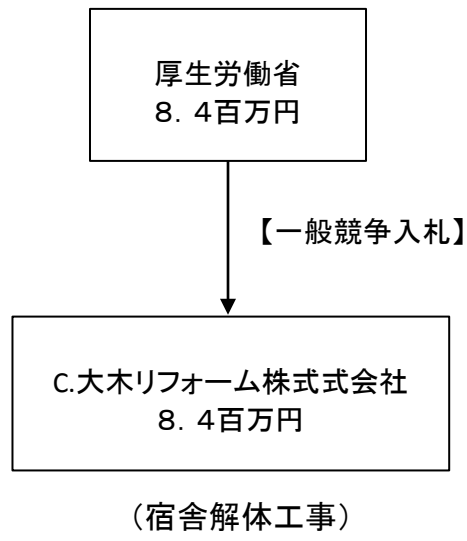 厚生労働省
８．４百万円
【一般競争入札】
C.大木リフォーム株式式会社
８．４百万円
（宿舎解体工事）